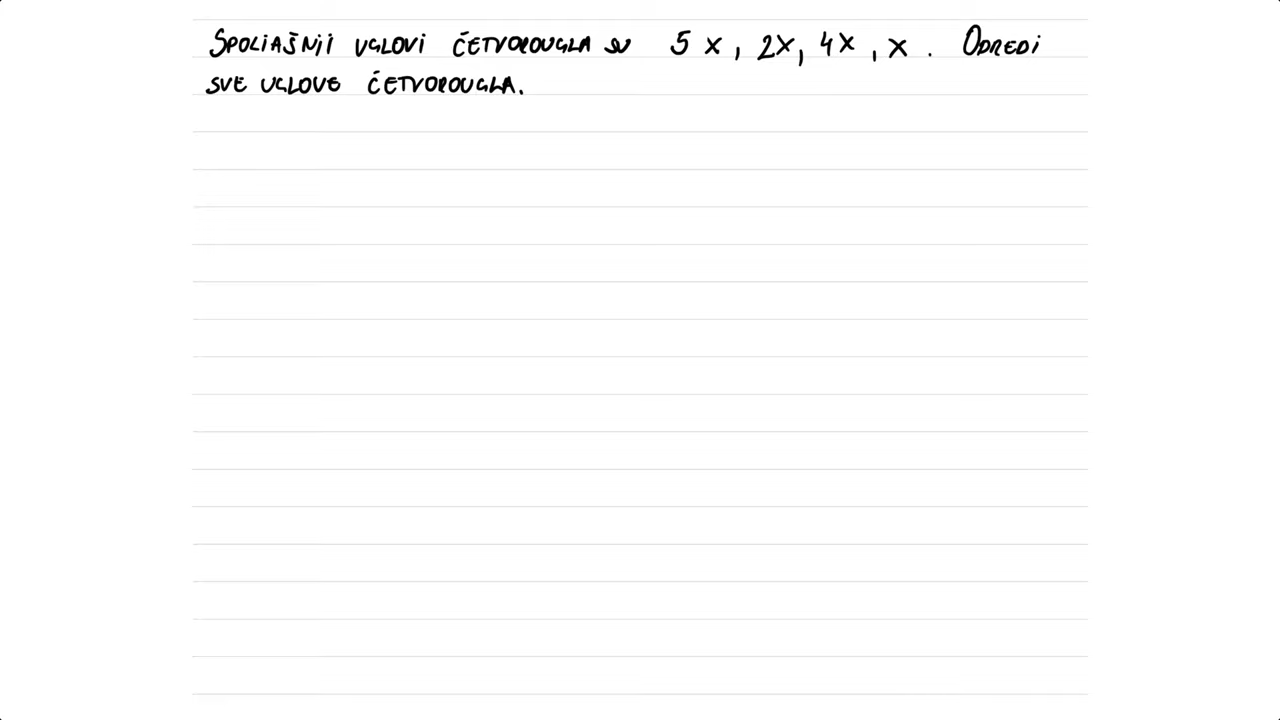 SPOLJAŠNJI UGLOVI ČETVOROUGLA SU 5x, 2x, 4x, x. ODREDI
SVE UGLOVE ČETVOROUGLA.